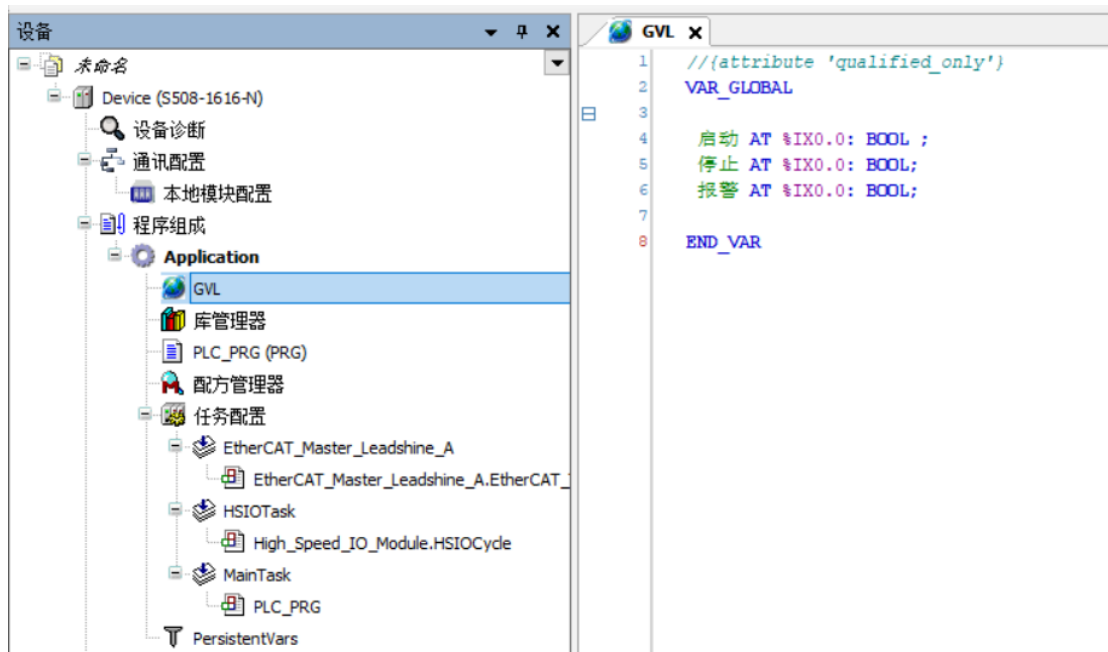 设备
未命名
Device (S508-1616-N)
设备诊断
通讯配置
本地模块配置
程序组成
Application
GVL
库管理器
PLC_PRG (PRG)
配方管理器
任务配置
EtherCAT_Master_Leadshine_A
EtherCAT_Master_Leadshine_A.EtherCAT_
HSIOTask
High_Speed_IO_Module.HSIOCycle
MainTask
PLC_PRG
PersistentVars
GVL
1 //{attribute 'qualified_only'}
2 VAR_GLOBAL
3
4 启动 AT %IX0.0: BOOL ;
5 停止 AT %IX0.0: BOOL;
6 报警 AT %IX0.0: BOOL;
7
8 END_VAR